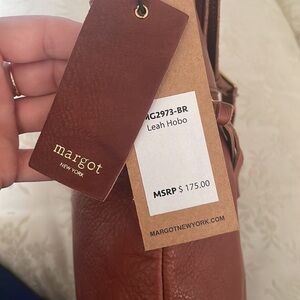 margot
NEW YORK
MG2973-BR
Leah Hobo
MSRP $ 175.00
MARGOTNEWYORK.COM